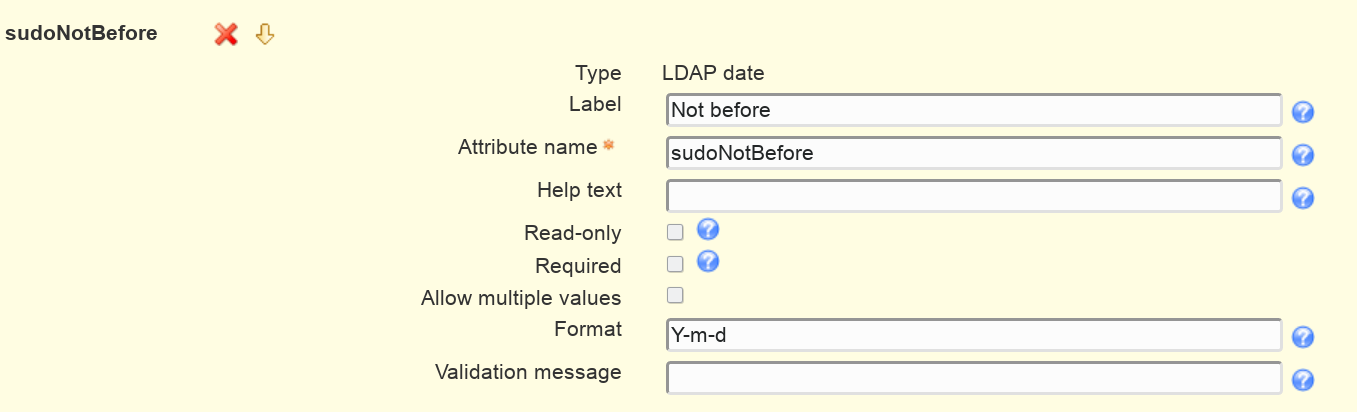 sudoNotBefore
Type LDAP date
Label Not before
Attribute name * sudoNotBefore
Help text
Read-only
Required
Allow multiple values
Format Y-m-d
Validation message